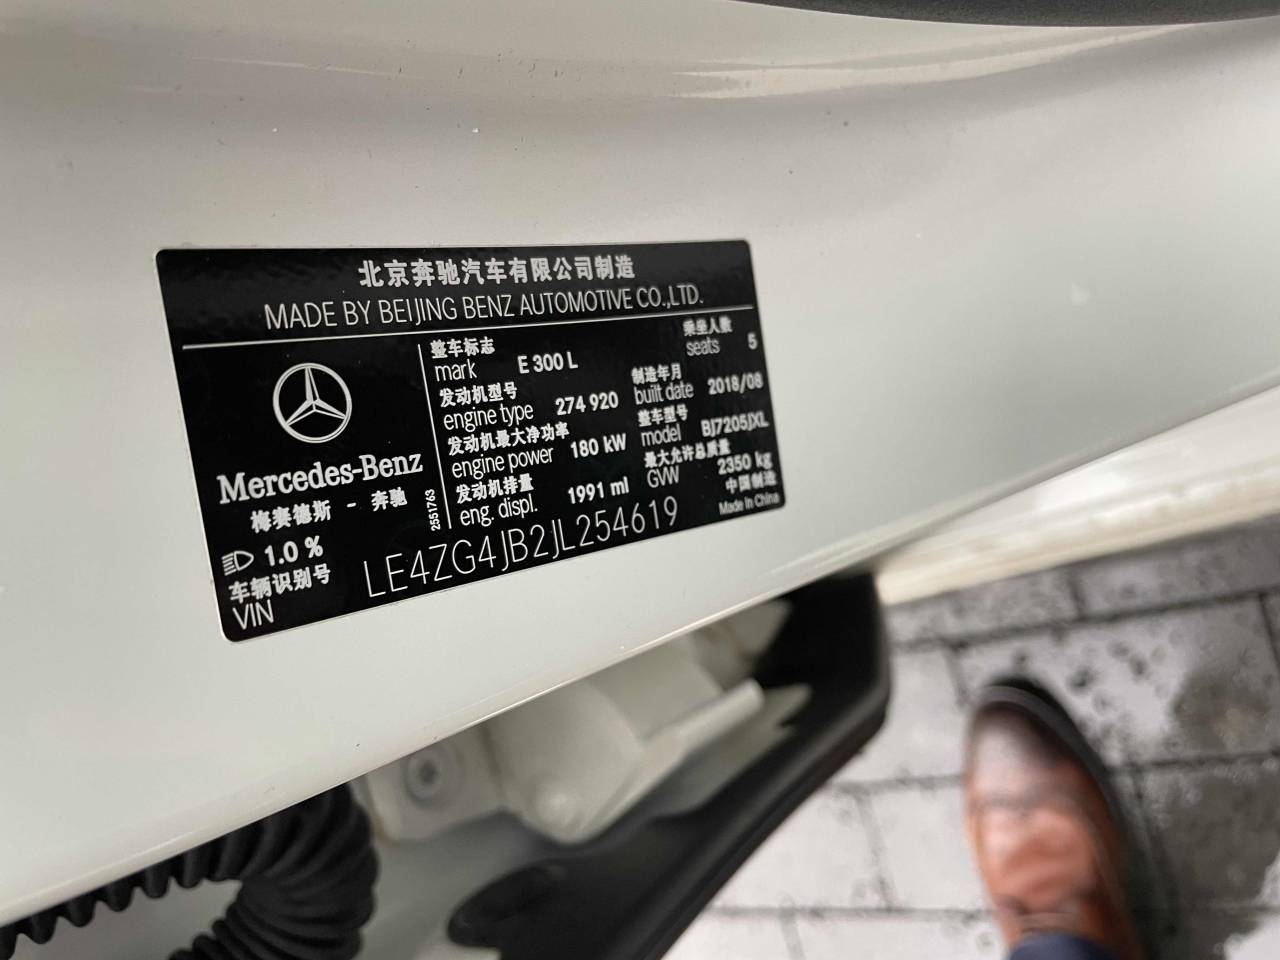 北京奔驰汽车有限公司制造
MADE BY BEIJING BENZ AUTOMOTIVE CO.,LTD.
Mercedes-Benz
梅赛德斯 - 奔驰
1.0 %
2551763
整车标志
mark E 300 L
乘坐人数
seats 5
发动机型号
engine type 274 920
制造年月
built date 2018/08
发动机最大净功率
engine power 180 kW
整车型号
model BJ7205JXL
发动机排量
eng. displ. 1991 ml
最大允许总质量
GVW 2350 kg
中国制造
Made In China
车辆识别号
VIN LE4ZG4JB2JL254619